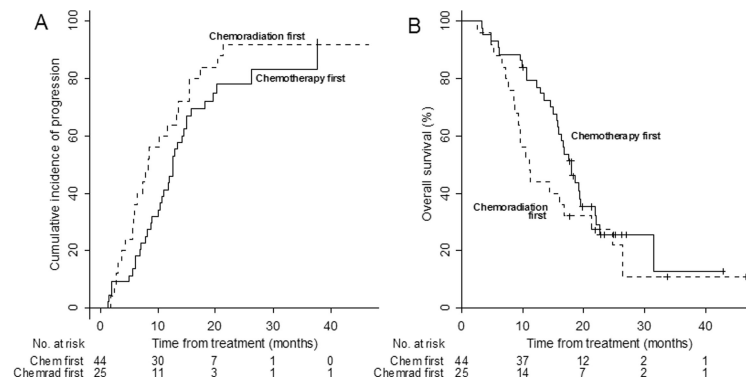 A
Cumulative incidence of progression
100
80
60
40
20
0
Chemoradiation first
Chemotherapy first
0 10 20 30 40
No. at risk Time from treatment (months)
Chem first 44 30 7 1 0
Chemrad first 25 11 3 1 1
B
Overall survival (%)
100
80
60
40
20
0
Chemotherapy first
Chemoradiation
first
0 10 20 30 40
No. at risk Time from treatment (months)
Chem first 44 37 12 2 1
Chemrad first 25 14 7 2 1